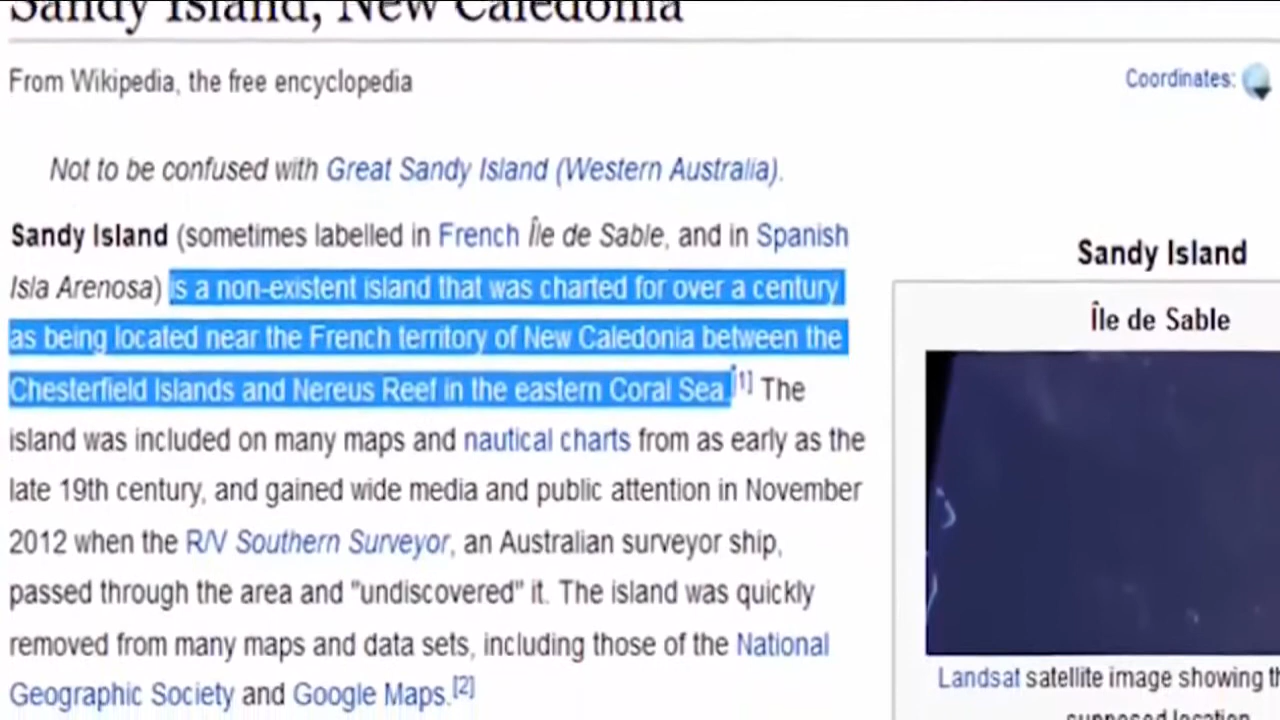 Sandy Island, New Caledonia
From Wikipedia, the free encyclopedia
Coordinates:
Not to be confused with Great Sandy Island (Western Australia).
Sandy Island (sometimes labelled in French Île de Sable, and in Spanish
Isla Arenosa) is a non-existent island that was charted for over a century
as being located near the French territory of New Caledonia between the
Chesterfield Islands and Nereus Reef in the eastern Coral Sea.[1] The
island was included on many maps and nautical charts from as early as the
late 19th century, and gained wide media and public attention in November
2012 when the R/V Southern Surveyor, an Australian surveyor ship,
passed through the area and "undiscovered" it. The island was quickly
removed from many maps and data sets, including those of the National
Geographic Society and Google Maps.[2]
Sandy Island
Île de Sable
Landsat satellite image showing th
supposed location